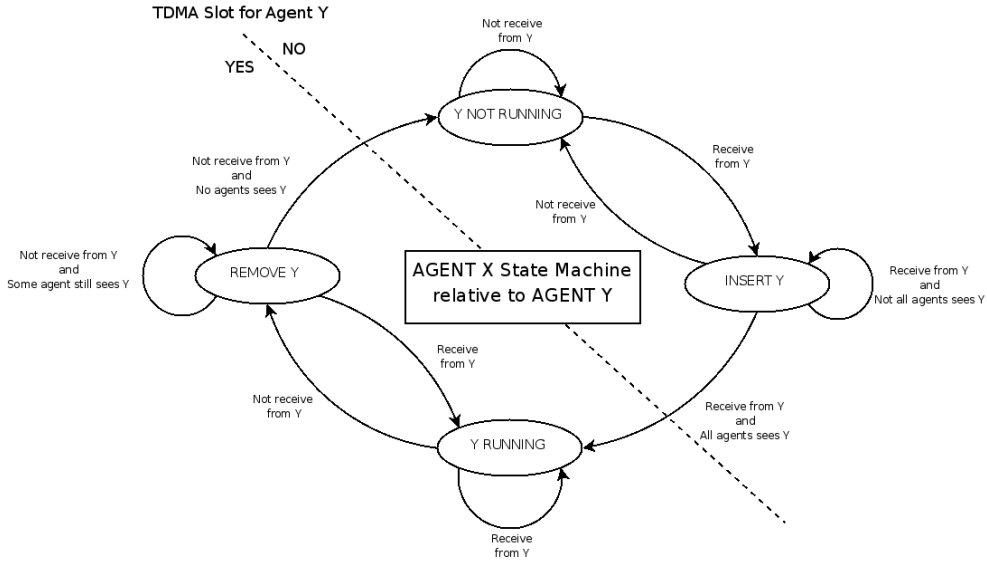 TDMA Slot for Agent Y
NO
YES
Not receive
from Y
Y NOT RUNNING
Receive
from Y
Not receive from Y
and
No agents sees Y
Not receive
from Y
Not receive from Y
and
Some agent still sees Y
REMOVE Y
AGENT X State Machine
relative to AGENT Y
INSERT Y
Receive from Y
and
Not all agents sees Y
Receive
from Y
Not receive
from Y
Receive from Y
and
All agents sees Y
Y RUNNING
Receive
from Y